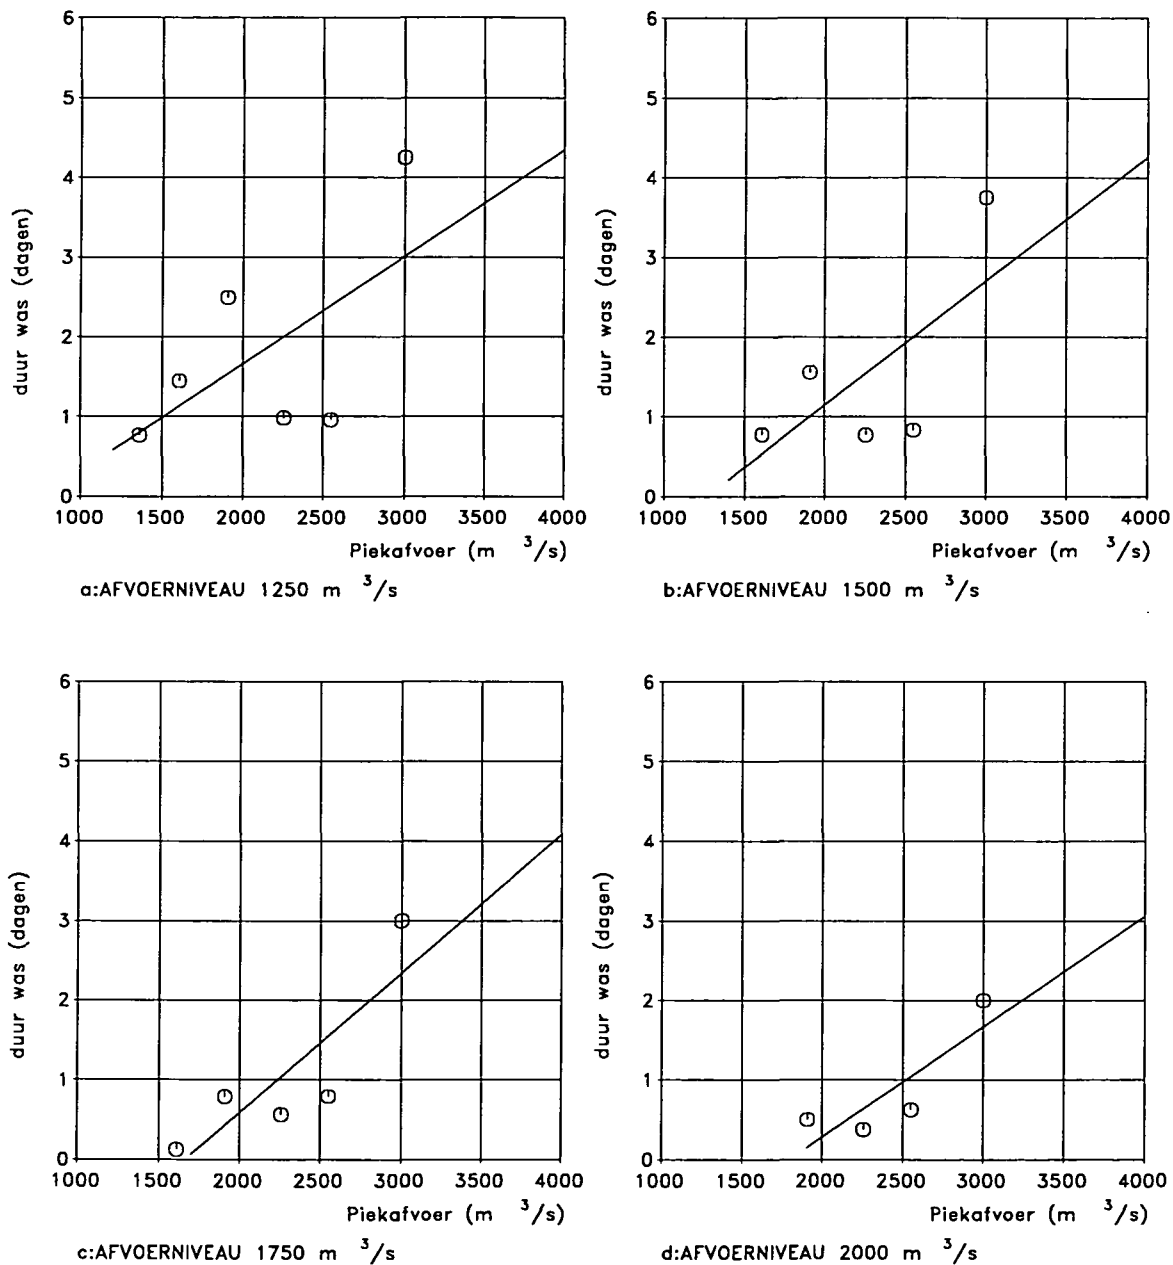 6
5
4
3
2
1
0
duur was (dagen)
1000 1500 2000 2500 3000 3500 4000
Piekafvoer (m ³/s)
a:AFVOERNIVEAU 1250 m ³/s
6
5
4
3
2
1
0
duur was (dagen)
1000 1500 2000 2500 3000 3500 4000
Piekafvoer (m ³/s)
b:AFVOERNIVEAU 1500 m ³/s
6
5
4
3
2
1
0
duur was (dagen)
1000 1500 2000 2500 3000 3500 4000
Piekafvoer (m ³/s)
c:AFVOERNIVEAU 1750 m ³/s
6
5
4
3
2
1
0
duur was (dagen)
1000 1500 2000 2500 3000 3500 4000
Piekafvoer (m ³/s)
d:AFVOERNIVEAU 2000 m ³/s